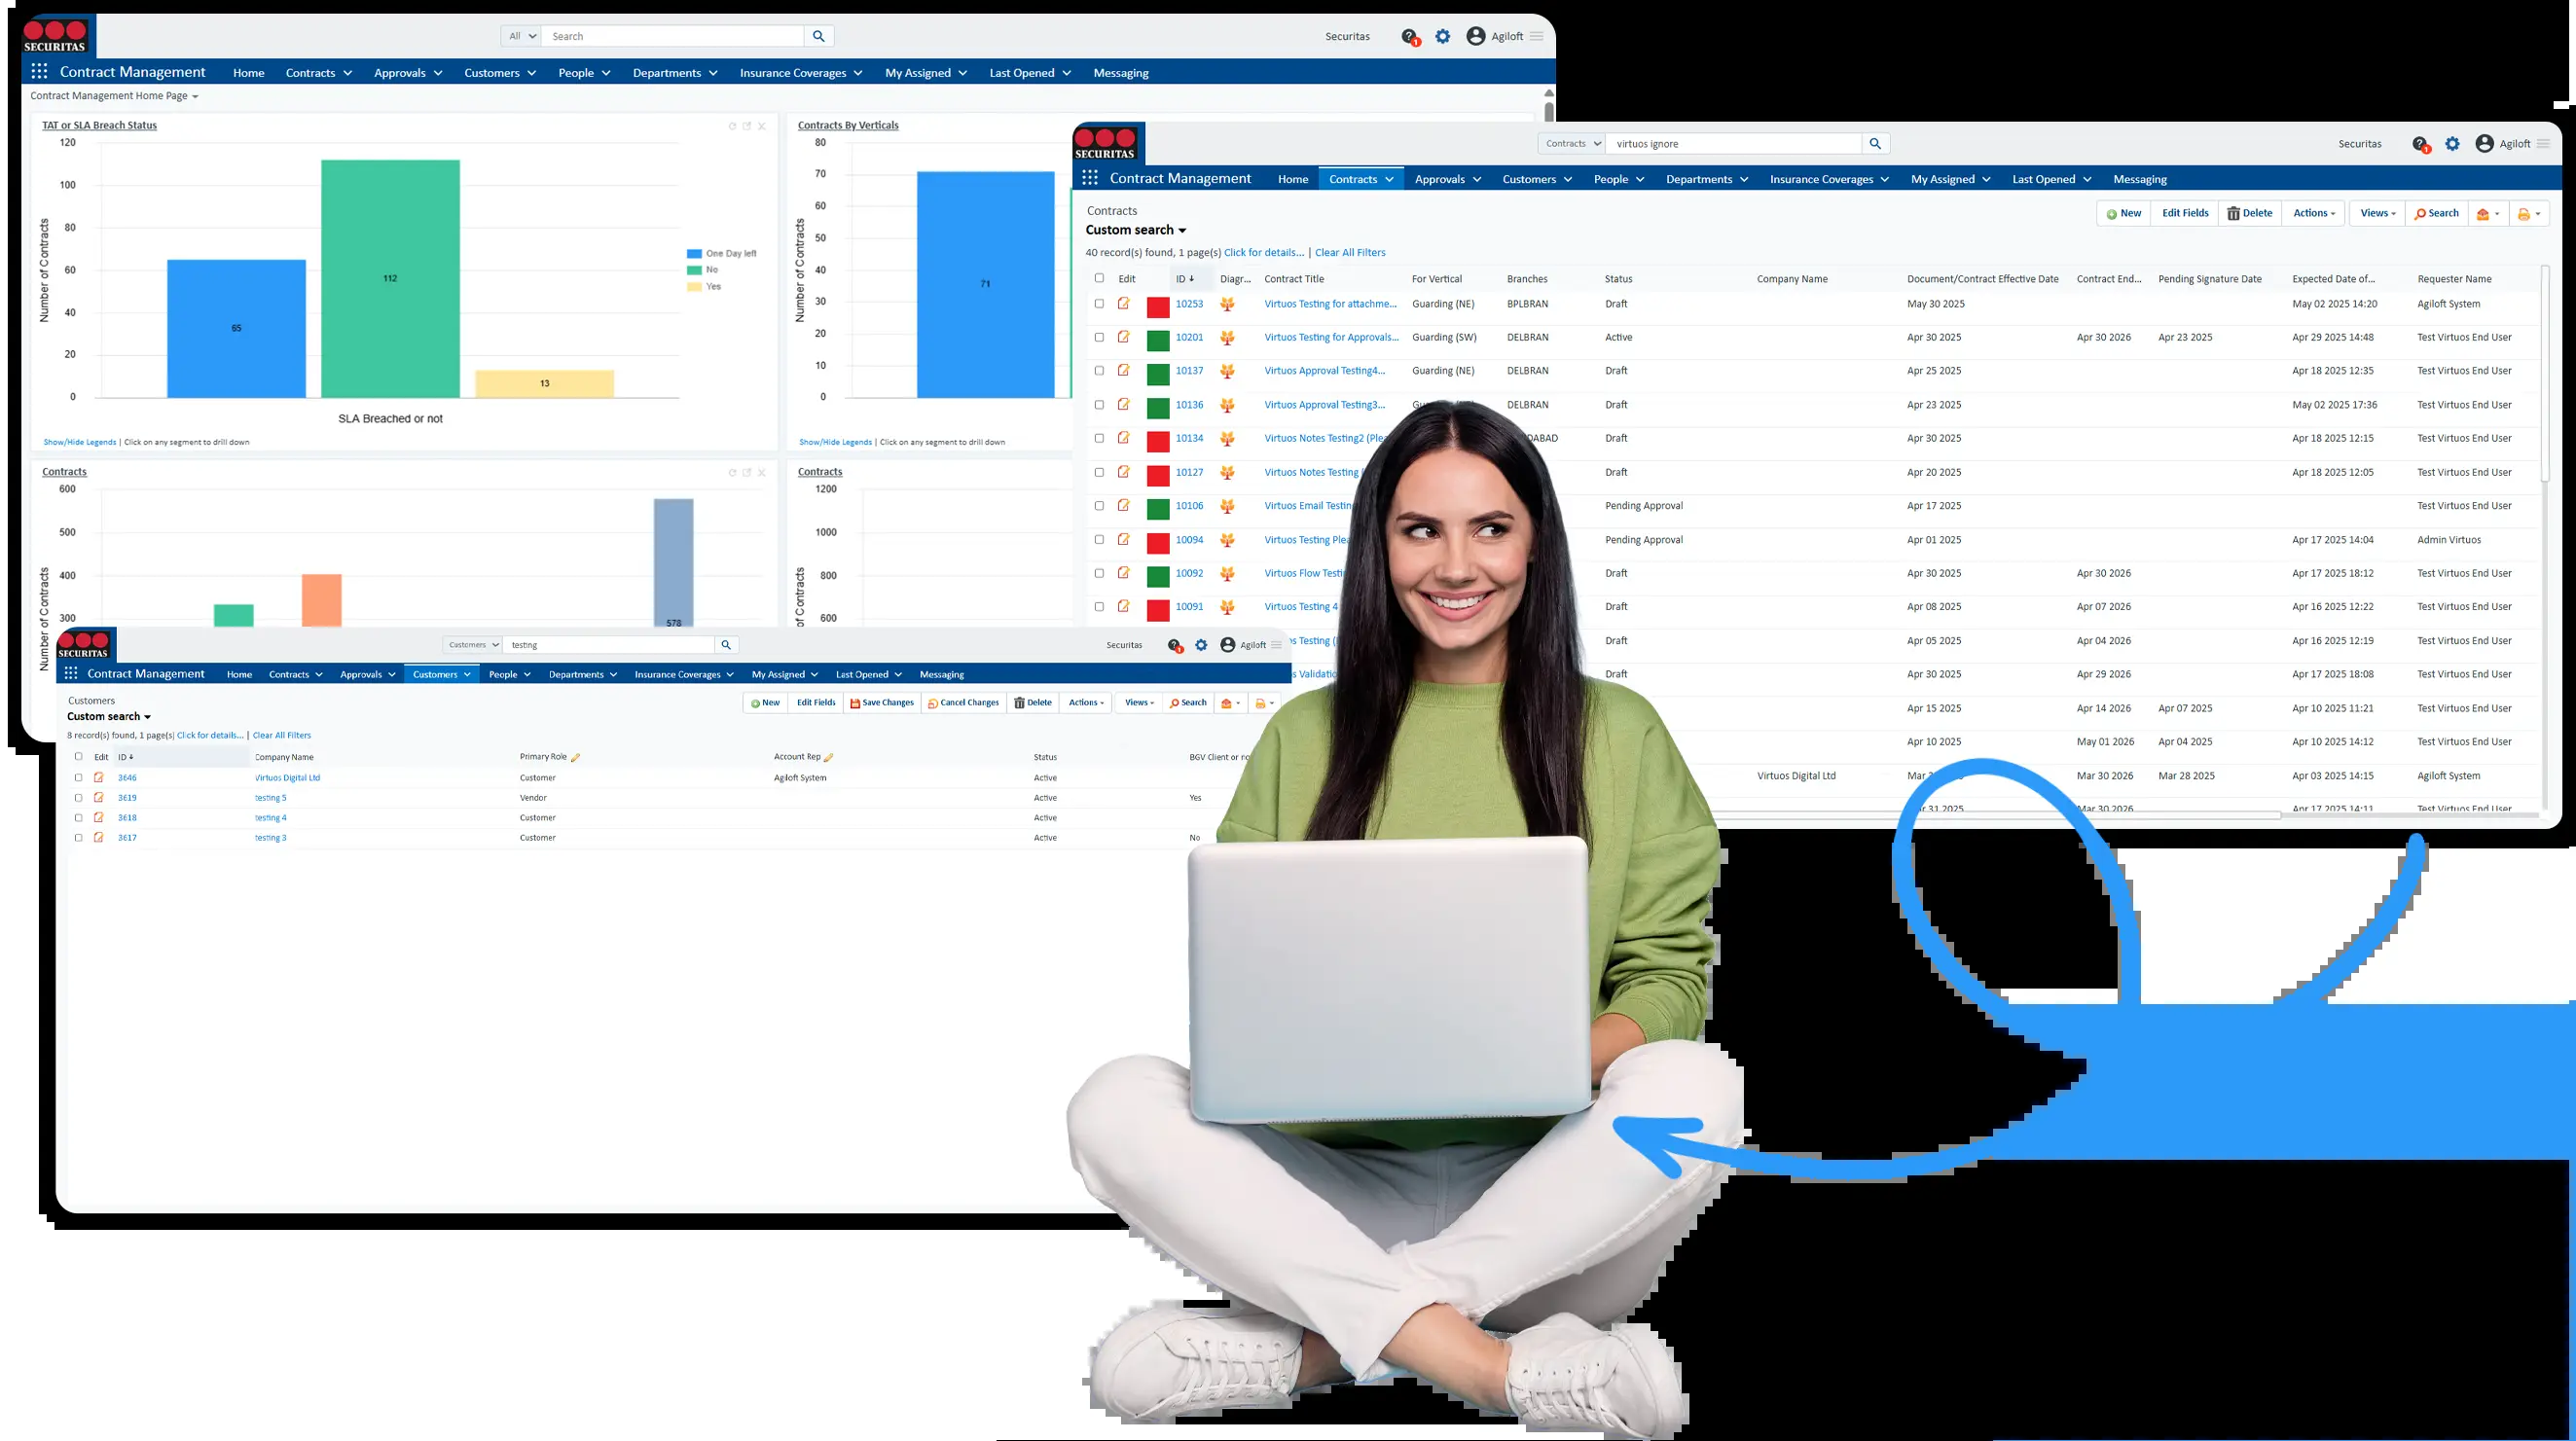 SECURITAS
All Search
Securitas 1 Agiloft
Contract Management Home Contracts Approvals Customers People Departments Insurance Coverages My Assigned Last Opened Messaging
Contract Management Home Page
TAT or SLA Breach Status
120
100
80
60
40
20
0
Number of Contracts
65
112
13
One Day left
No
Yes
SLA Breached or not
Show/Hide Legends | Click on any segment to drill down
Contracts By Verticals
80
70
60
50
40
30
20
10
0
Number of Contracts
71
Show/Hide Legends | Click on any segment to drill down
Contracts
600
500
400
300
Number of Contracts
578
Contracts
1200
1000
800
600
of Contracts
SECURITAS
Contracts virtuos ignore
Securitas 1 Agiloft
Contract Management Home Contracts Approvals Customers People Departments Insurance Coverages My Assigned Last Opened Messaging
Contracts
New Edit Fields Delete Actions Views Search
Custom search
40 record(s) found, 1 page(s) Click for details... | Clear All Filters
Edit ID Diagr... Contract Title For Vertical Branches Status Company Name Document/Contract Effective Date Contract End... Pending Signature Date Expected Date of... Requester Name
10253 Virtuos Testing for attachme... Guarding (NE) BPLBRAN Draft May 30 2025 May 02 2025 14:20 Agiloft System
10201 Virtuos Testing for Approvals... Guarding (SW) DELBRAN Active Apr 30 2025 Apr 30 2026 Apr 23 2025 Apr 29 2025 14:48 Test Virtuos End User
10137 Virtuos Approval Testing4... Guarding (NE) DELBRAN Draft Apr 25 2025 Apr 18 2025 12:35 Test Virtuos End User
10136 Virtuos Approval Testing3... DELBRAN Draft Apr 23 2025 May 02 2025 17:36 Test Virtuos End User
10134 Virtuos Notes Testing2 (Plea DABAD Draft Apr 30 2025 Apr 18 2025 12:15 Test Virtuos End User
10127 Virtuos Notes Testing Draft Apr 20 2025 Apr 18 2025 12:05 Test Virtuos End User
10106 Virtuos Email Testin Pending Approval Apr 17 2025 Test Virtuos End User
10094 Virtuos Testing Plea Pending Approval Apr 01 2025 Apr 17 2025 14:04 Admin Virtuos
10092 Virtuos Flow Testi Draft Apr 30 2025 Apr 30 2026 Apr 17 2025 18:12 Test Virtuos End User
10091 Virtuos Testing 4 Draft Apr 08 2025 Apr 07 2026 Apr 16 2025 12:22 Test Virtuos End User
s Testing ( Draft Apr 05 2025 Apr 04 2026 Apr 16 2025 12:19 Test Virtuos End User
s Validatio Draft Apr 30 2025 Apr 29 2026 Apr 17 2025 18:08 Test Virtuos End User
Apr 15 2025 Apr 14 2026 Apr 07 2025 Apr 10 2025 11:21 Test Virtuos End User
Apr 10 2025 May 01 2026 Apr 04 2025 Apr 10 2025 14:12 Test Virtuos End User
Virtuos Digital Ltd Mar Mar 30 2026 Mar 28 2025 Apr 03 2025 14:15 Agiloft System
31 2025 Mar 30 2026 Apr 17 2025 14:11 Test Virtuos End User
SECURITAS
Customers testing
Securitas 1 Agiloft
Contract Management Home Contracts Approvals Customers People Departments Insurance Coverages My Assigned Last Opened Messaging
Customers
New Edit Fields Save Changes Cancel Changes Delete Actions Views Search
Custom search
8 record(s) found, 1 page(s) Click for details... | Clear All Filters
Edit ID Company Name Primary Role Account Rep Status BGV Client or no
3646 Virtuos Digital Ltd Customer Agiloft System Active
3619 testing 5 Vendor Active Yes
3618 testing 4 Customer Active
3617 testing 3 Customer Active No